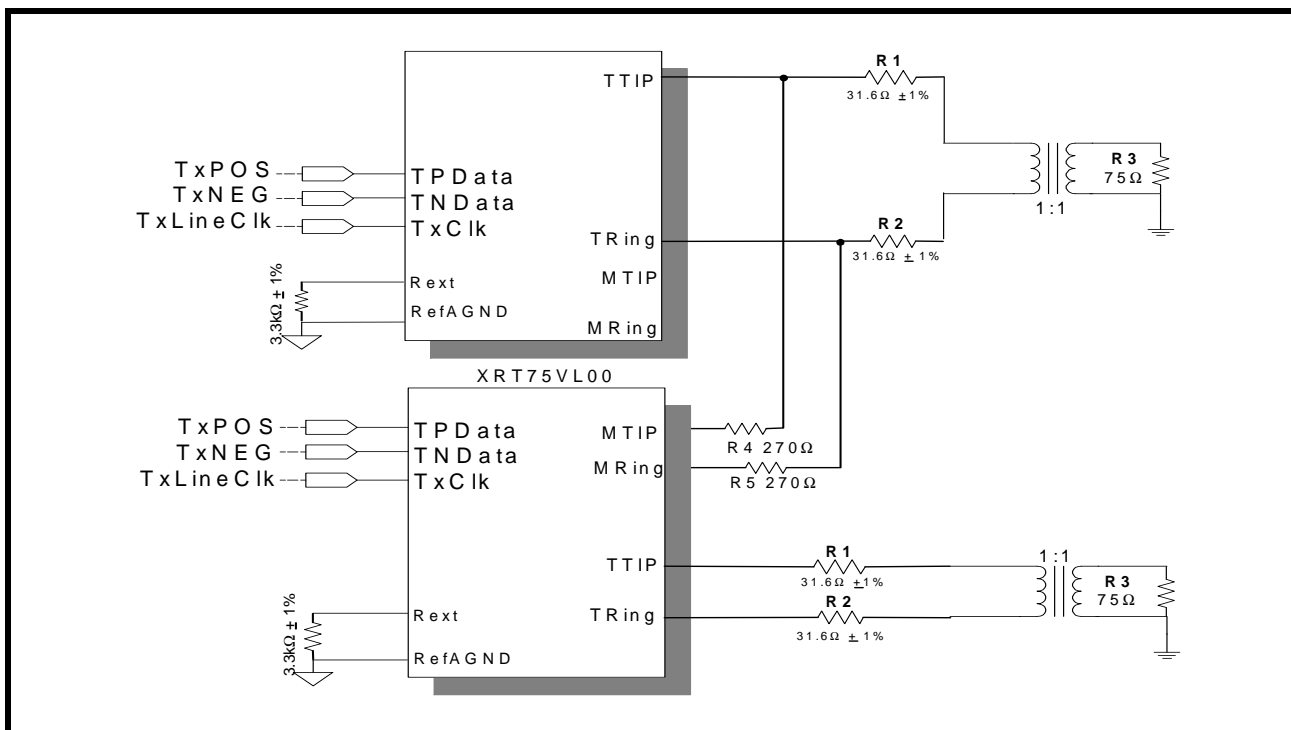 TTIP
R1
31.6Ω ±1%
TxPOS
TPData
R3
TxNEG
TNData
75Ω
TxLineClk
TxClk
1:1
R2
TRing
31.6Ω ± 1%
MTIP
Rext
3.3kΩ ± 1%
RefAGND
MRing
XRT75VL00
TxPOS
TPData
MTIP
R4 270Ω
TxNEG
TNData
MRing
TxLineClk
TxClk
R5 270Ω
1:1
R1
TTIP
31.6Ω ±1%
R3
75Ω
R2
Rext
TRing
31.6Ω ± 1%
3.3kΩ ± 1%
RefAGND